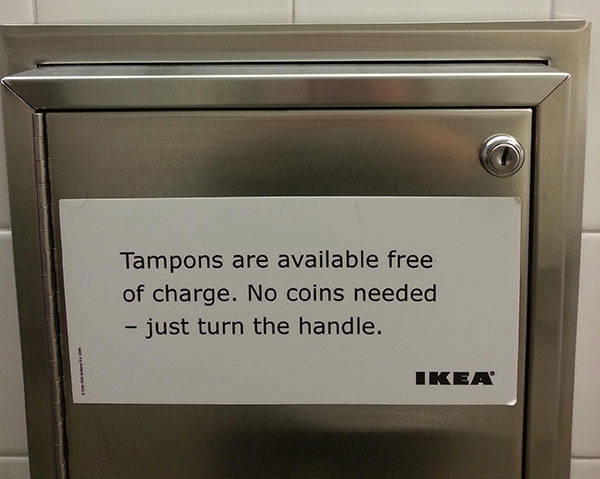 Tampons are available free
of charge. No coins needed
– just turn the handle.
IKEA®